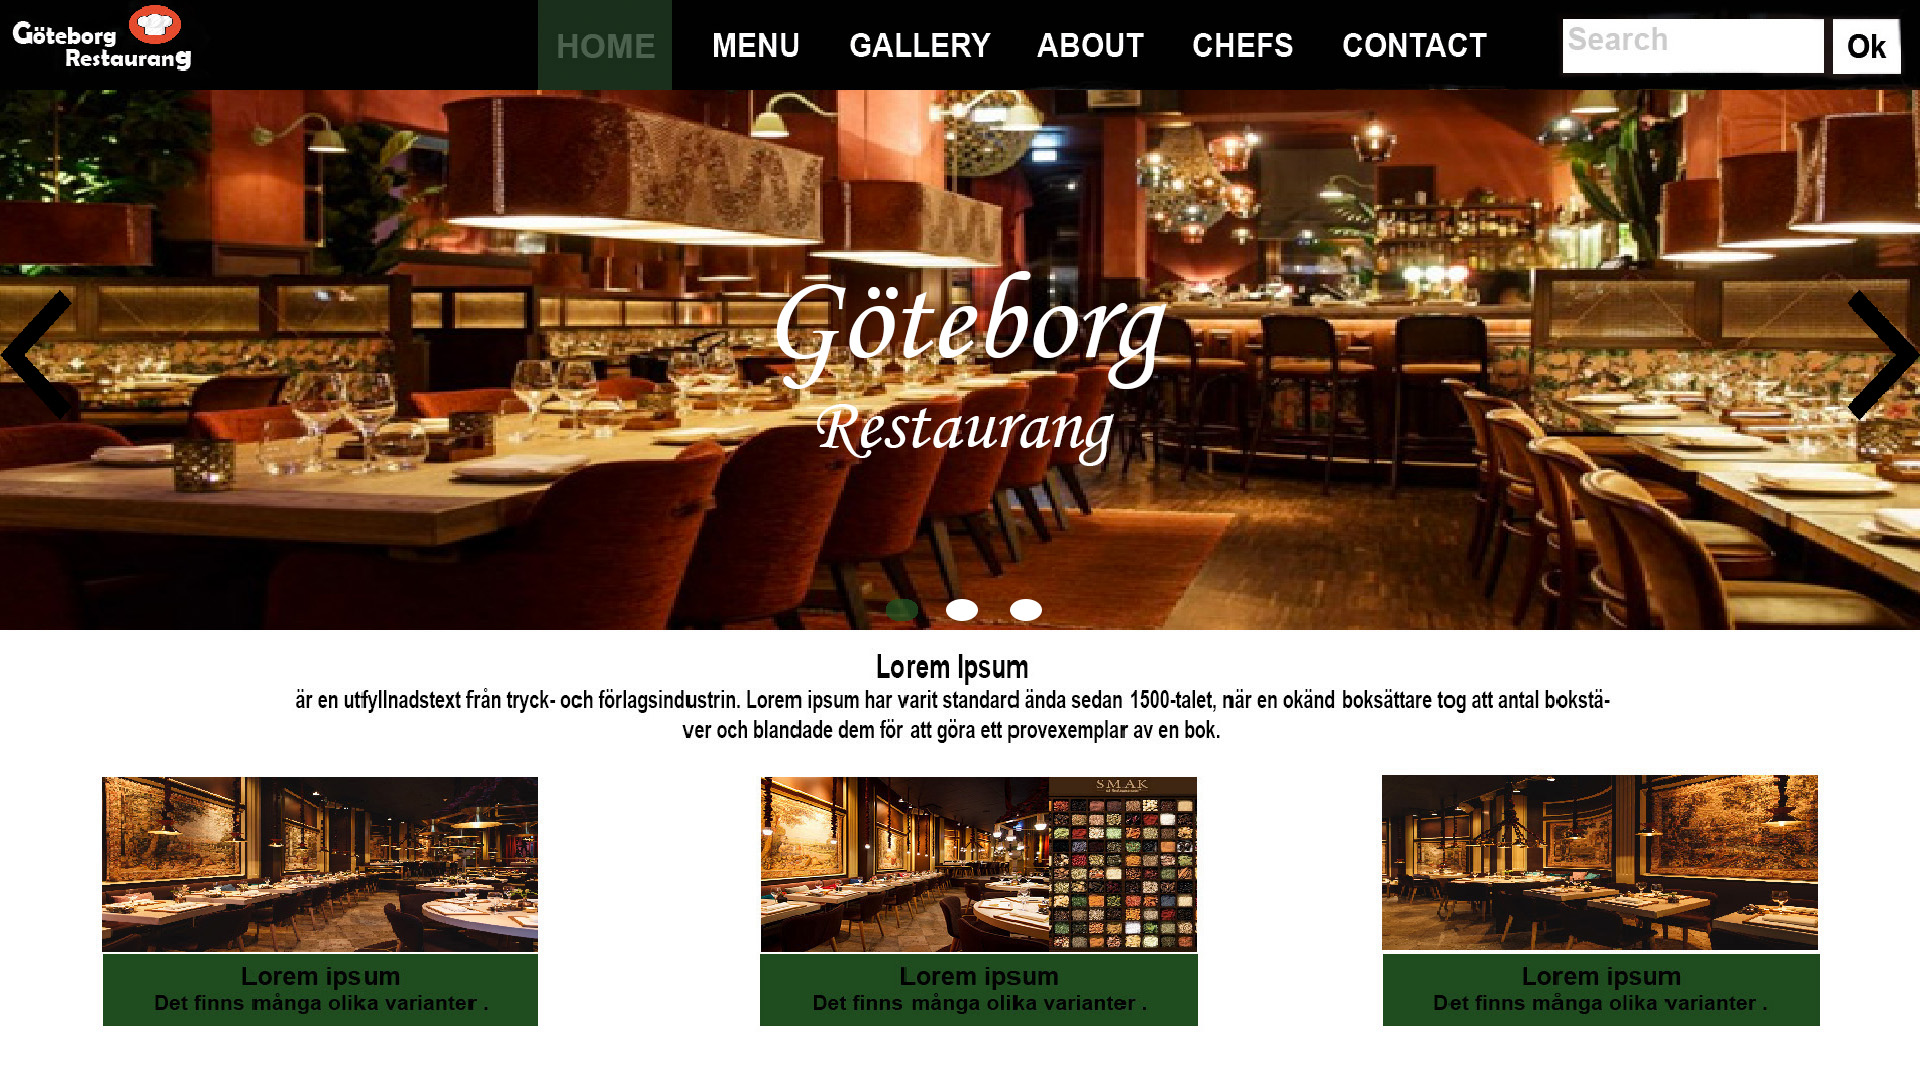 Göteborg
Restaurang
HOME MENU GALLERY ABOUT CHEFS CONTACT Search Ok
Göteborg
Restaurang
Lorem Ipsum
är en utfyllnadstext från tryck- och förlagsindustrin. Lorem ipsum har varit standard ända sedan 1500-talet, när en okänd boksättare tog att antal bokstä-
ver och blandade dem för att göra ett provexemplar av en bok.
SMAK
Lorem ipsum
Det finns många olika varianter .
Lorem ipsum
Det finns många olika varianter .
Lorem ipsum
Det finns många olika varianter .